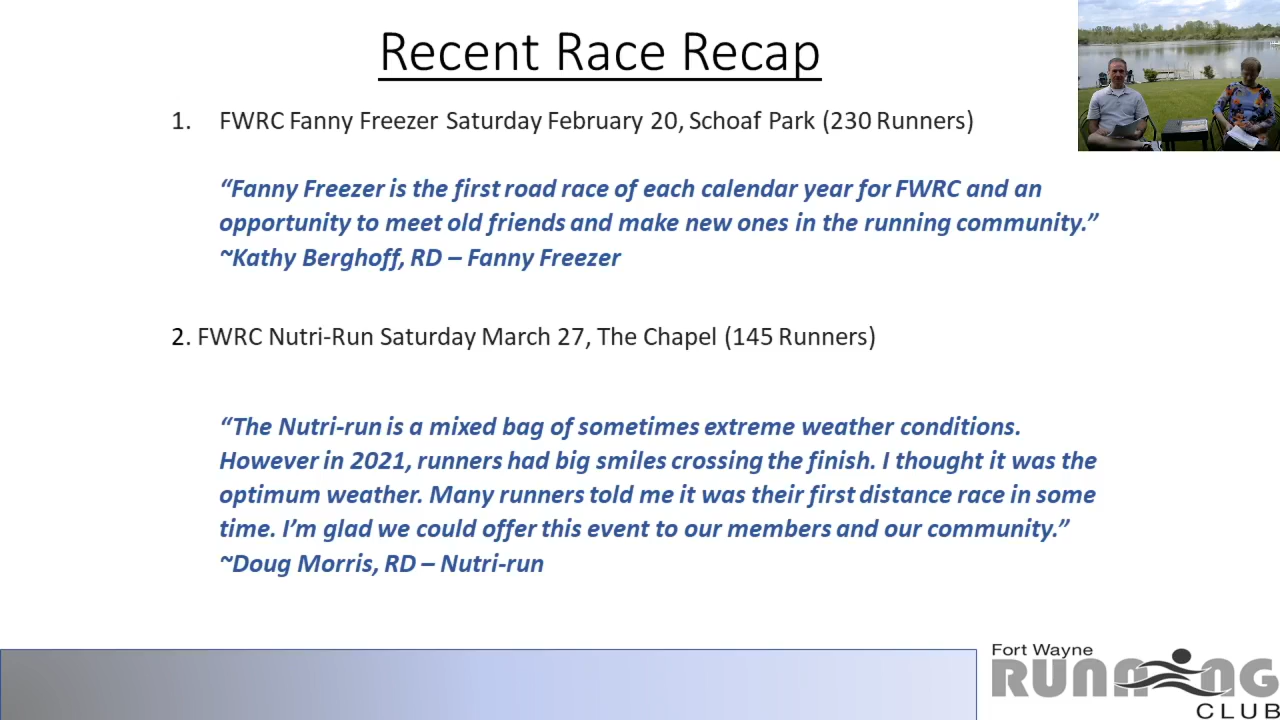 Recent Race Recap
1. FWRC Fanny Freezer Saturday February 20, Schoaf Park (230 Runners)
“Fanny Freezer is the first road race of each calendar year for FWRC and an
opportunity to meet old friends and make new ones in the running community.”
~Kathy Berghoff, RD – Fanny Freezer
2. FWRC Nutri-Run Saturday March 27, The Chapel (145 Runners)
“The Nutri-run is a mixed bag of sometimes extreme weather conditions.
However in 2021, runners had big smiles crossing the finish. I thought it was the
optimum weather. Many runners told me it was their first distance race in some
time. I’m glad we could offer this event to our members and our community.”
~Doug Morris, RD – Nutri-run
Fort Wayne
RUNNING
CLUB